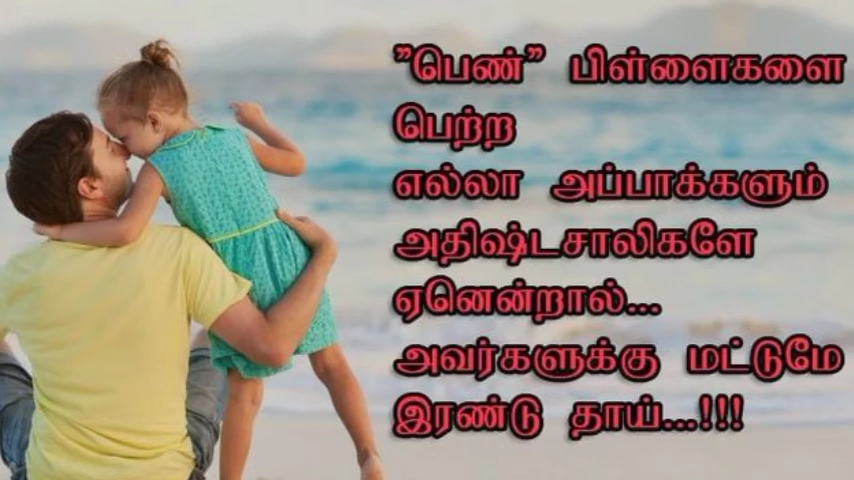 "பெண்" பிள்ளைகளை
பெற்ற
எல்லா அப்பாக்களும்
அதிஷ்டசாலிகளே
ஏனென்றால்...
அவர்களுக்கு மட்டுமே
இரண்டு தாய்...!!!